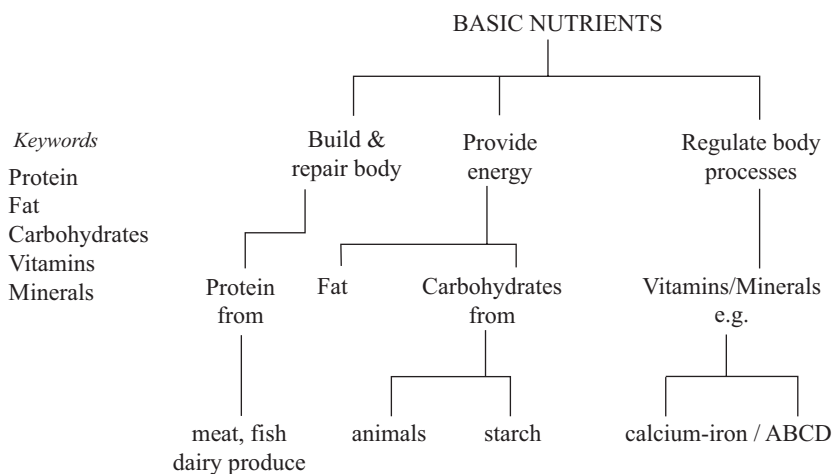 BASIC NUTRIENTS
Keywords
Protein
Fat
Carbohydrates
Vitamins
Minerals
Build &
repair body
Provide
energy
Regulate body
processes
Protein
from
Fat
Carbohydrates
from
Vitamins/Minerals
e.g.
meat, fish
dairy produce
animals
starch
calcium-iron / ABCD